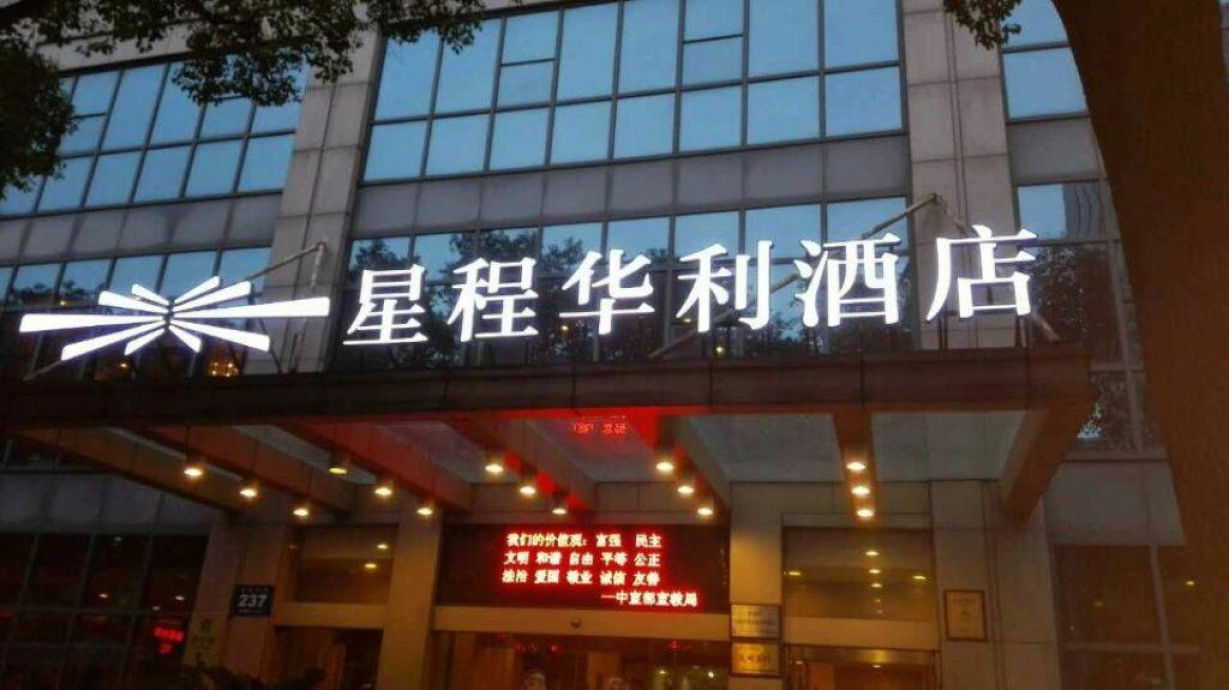 星程华利酒店
我们的价值观：富强 民主
文明 和谐 自由 平等 公正
法治 爱国 敬业 诚信 友善
—中宣部宣教局
237